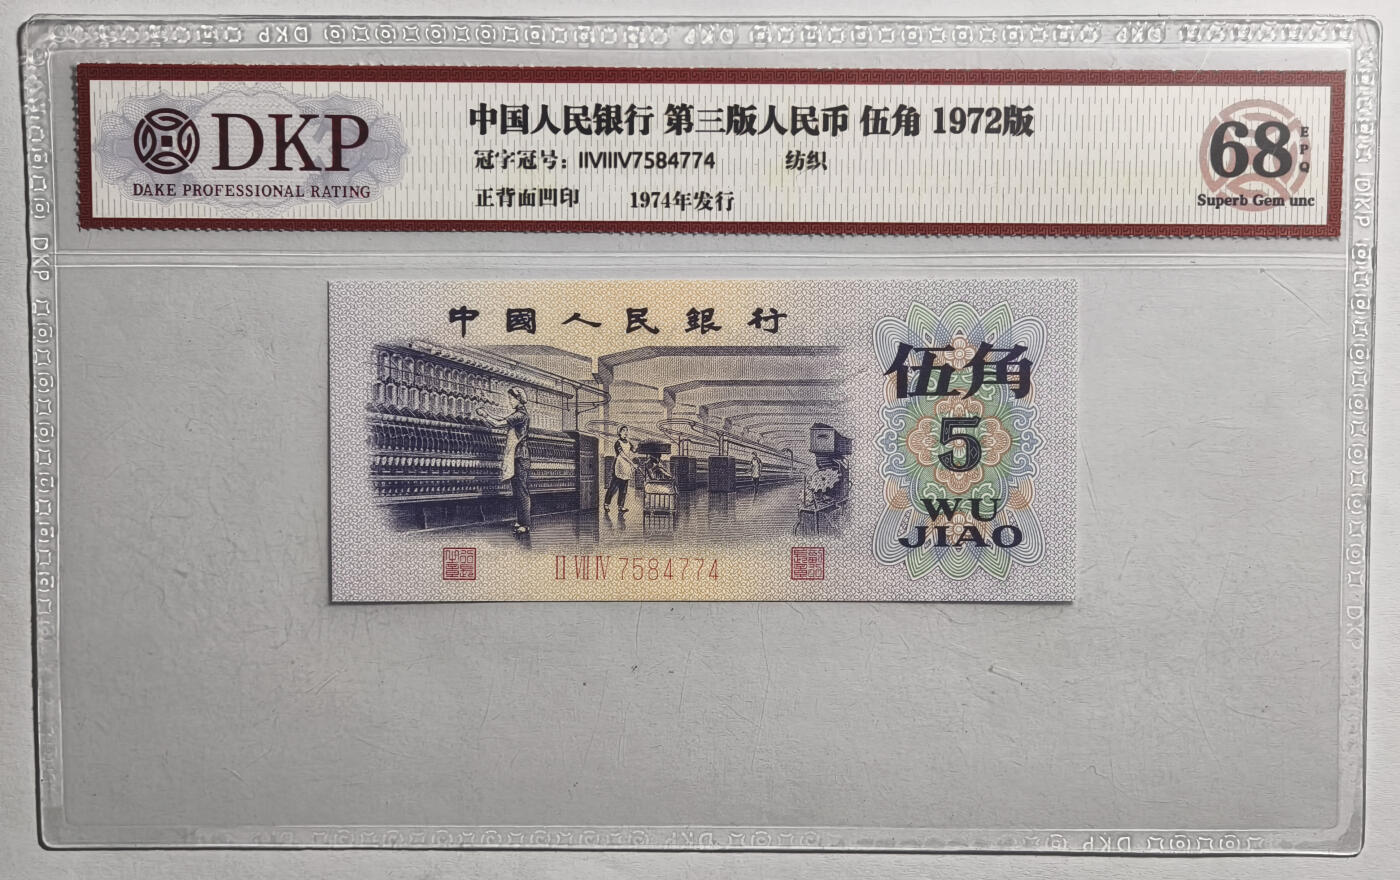 DKP
DAKE PROFESSIONAL RATING
中国人民银行 第三版人民币 伍角 1972版
冠字冠号：IIVIIIV7584774 纺织
正背面凹印 1974年发行
68 EPQ
Superb Gem unc
中國人民銀行
伍角
5
WU
JIAO
II VII IV 7584774